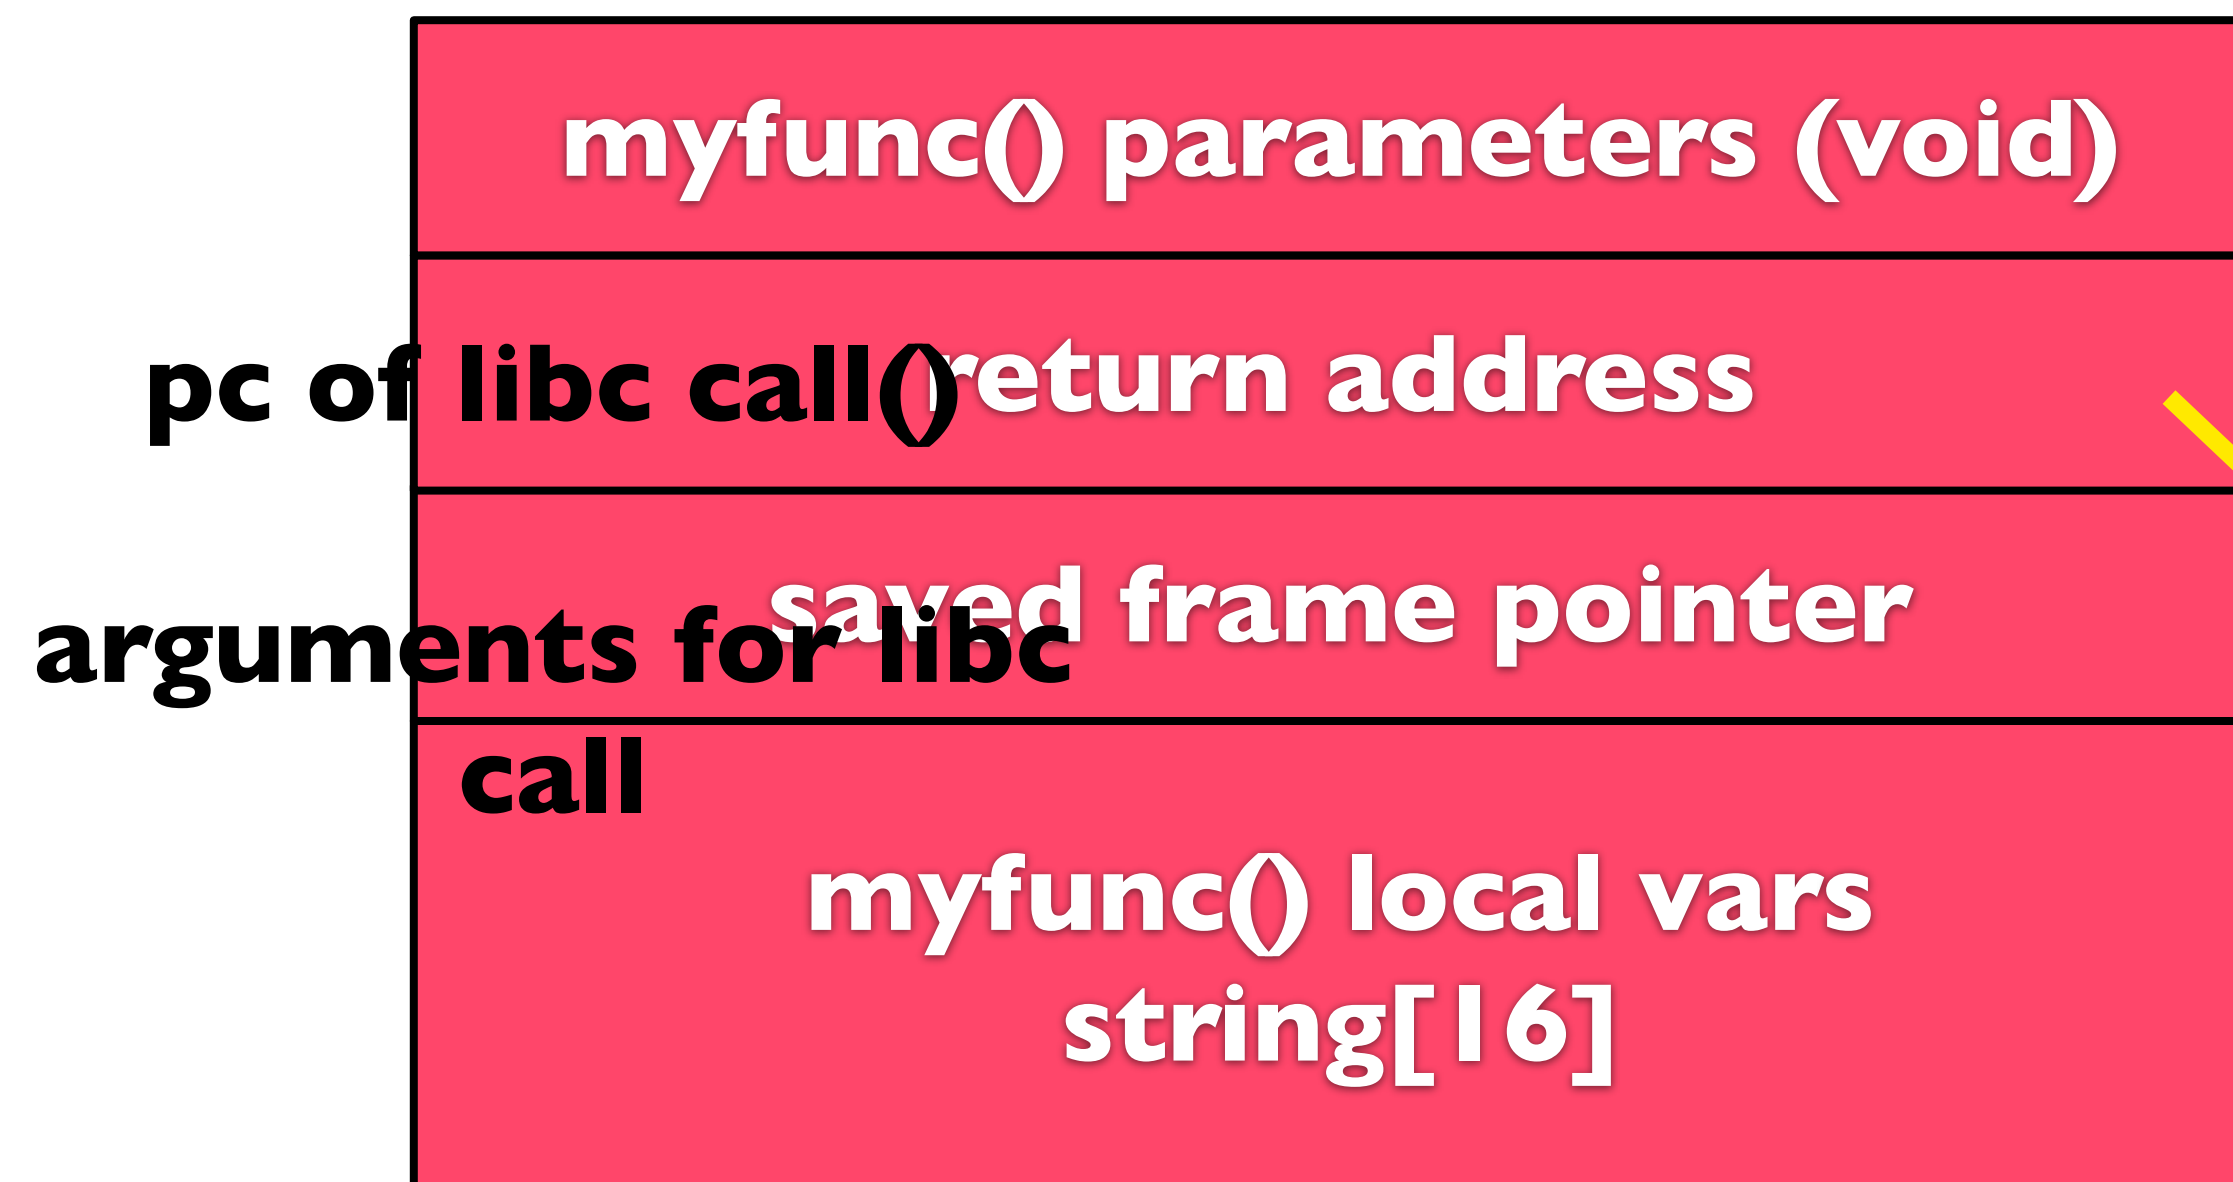 myfunc() parameters (void)
pc of libc call()
return address
saved frame pointer
arguments for libc
call
myfunc() local vars
string[16]